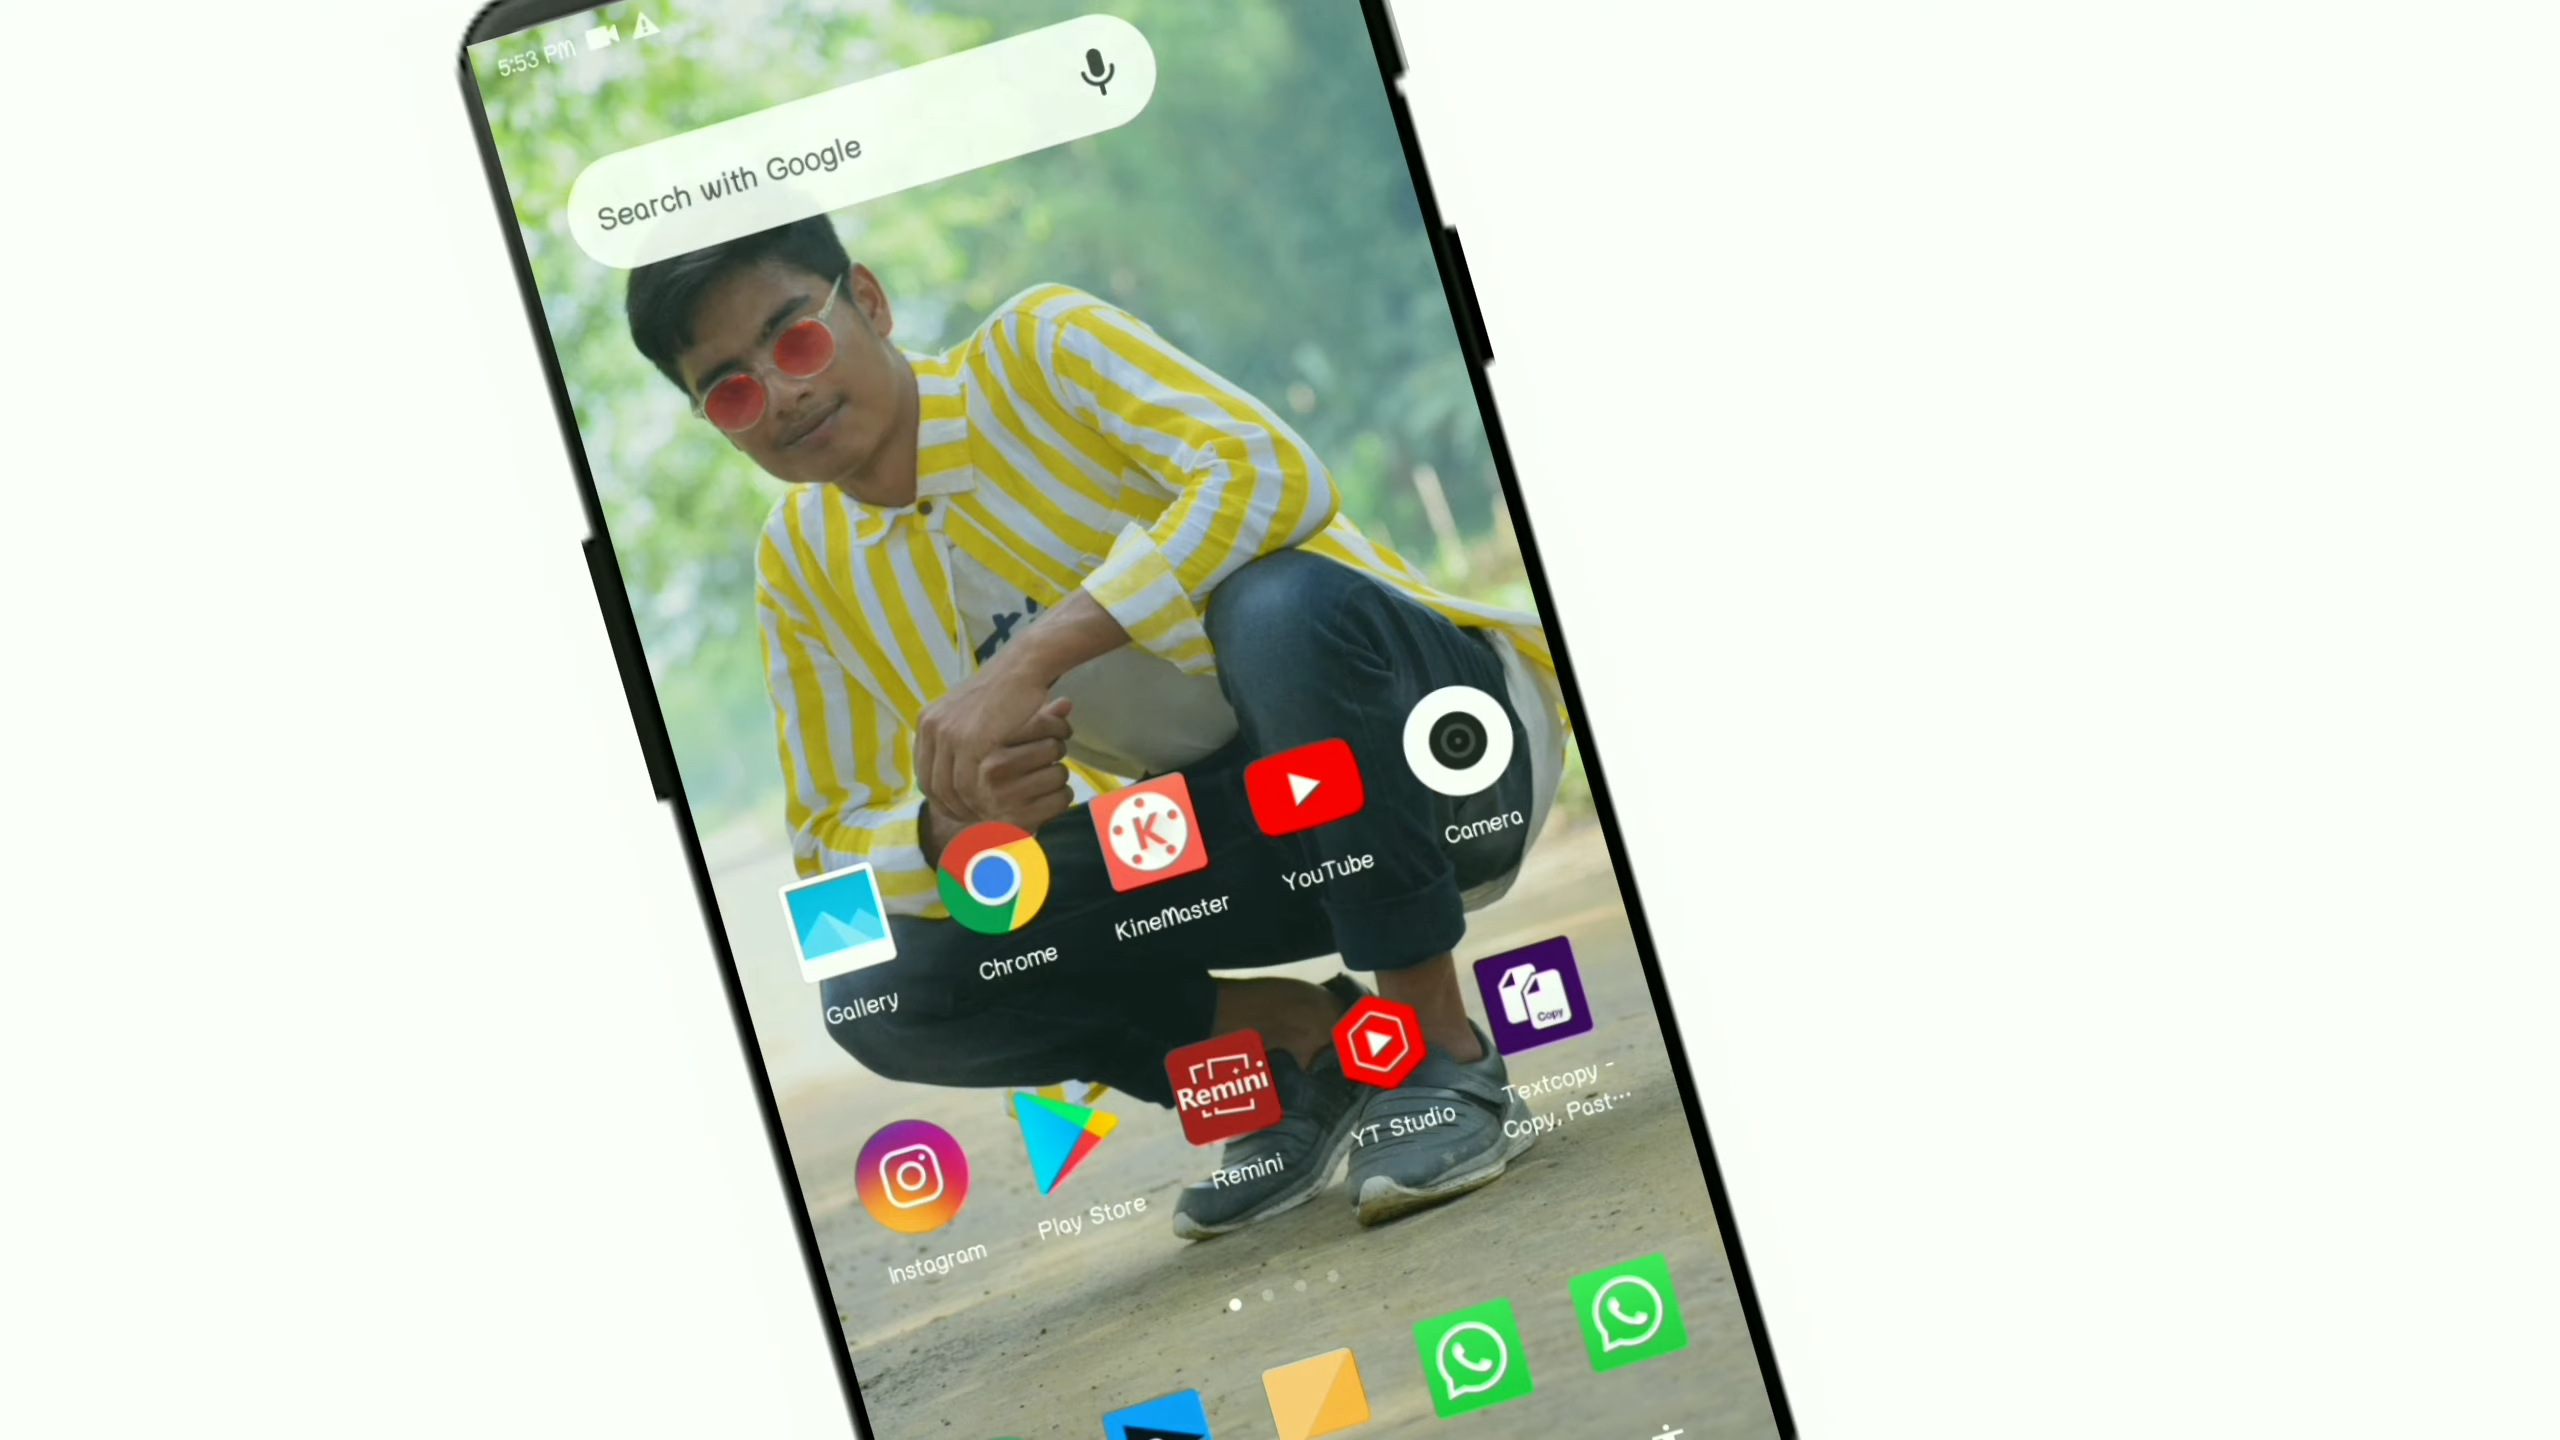 5:53 PM
Search with Google
Gallery
Chrome
KineMaster
YouTube
Camera
K
Instagram
Play Store
Remini
Remini
YT Studio
Copy
Textcopy -
Copy, Past...